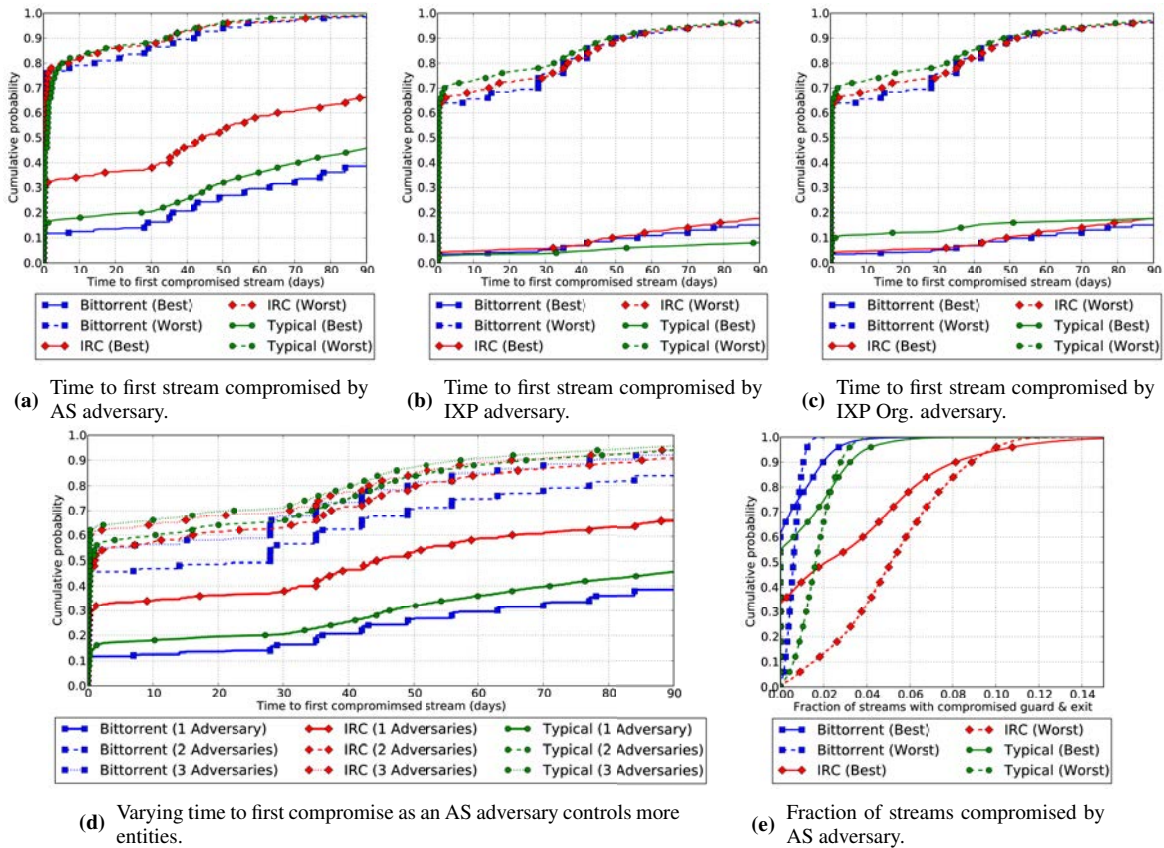 1.0
0.9
0.8
0.7
0.6
0.5
0.4
0.3
0.2
0.1
0.0
Cumulative probability
0 10 20 30 40 50 60 70 80 90
Time to first compromised stream (days)
Bittorrent (Best)
Bittorrent (Worst)
IRC (Best)
IRC (Worst)
Typical (Best)
Typical (Worst)
(a) Time to first stream compromised by
AS adversary.
1.0
0.9
0.8
0.7
0.6
0.5
0.4
0.3
0.2
0.1
0.0
Cumulative probability
0 10 20 30 40 50 60 70 80 90
Time to first compromised stream (days)
Bittorrent (Best)
Bittorrent (Worst)
IRC (Best)
IRC (Worst)
Typical (Best)
Typical (Worst)
(b) Time to first stream compromised by
IXP adversary.
1.0
0.9
0.8
0.7
0.6
0.5
0.4
0.3
0.2
0.1
0.0
Cumulative probability
0 10 20 30 40 50 60 70 80 90
Time to first compromised stream (days)
Bittorrent (Best)
Bittorrent (Worst)
IRC (Best)
IRC (Worst)
Typical (Best)
Typical (Worst)
(c) Time to first stream compromised by
IXP Org. adversary.
1.0
0.9
0.8
0.7
0.6
0.5
0.4
0.3
0.2
0.1
0.0
Cumulative probability
0 10 20 30 40 50 60 70 80 90
Time to first compromimsed stream (days)
Bittorrent (1 Adversary)
Bittorrent (2 Adversaries)
Bittorrent (3 Adversaries)
IRC (1 Adversaries)
IRC (2 Adversaries)
IRC (3 Adversaries)
Typical (1 Adversary)
Typical (2 Adversaries)
Typical (3 Adversaries)
(d) Varying time to first compromise as an AS adversary controls more
entities.
1.0
0.9
0.8
0.7
0.6
0.5
0.4
0.3
0.2
0.1
0.0
Cumulative probability
0.00 0.02 0.04 0.06 0.08 0.10 0.12 0.14
Fraction of streams with compromised guard & exit
Bittorrent (Best)
Bittorrent (Worst)
IRC (Best)
IRC (Worst)
Typical (Best)
Typical (Worst)
(e) Fraction of streams compromised by
AS adversary.